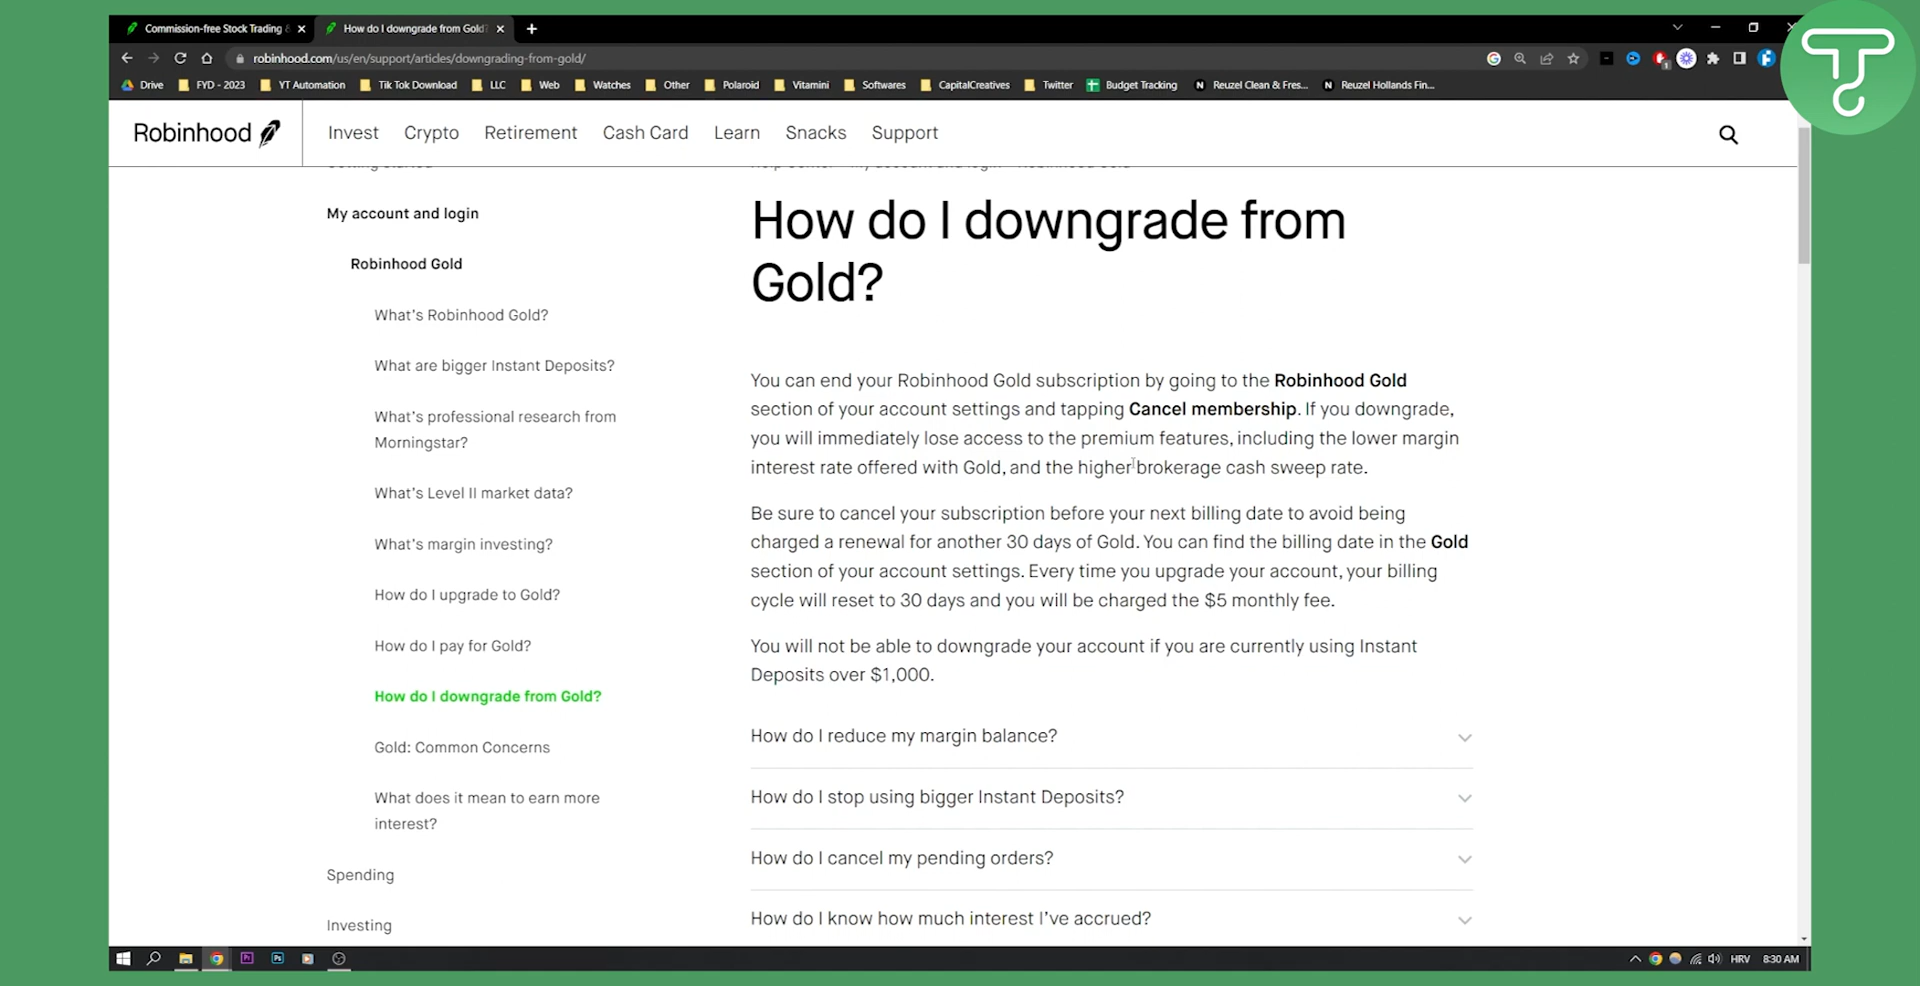 Commission-free Stock Trading &
How do I downgrade from Gold?
robinhood.com/us/en/support/articles/downgrading-from-gold/
Drive
FYD - 2023
YT Automation
Tik Tok Download
LLC
Web
Watches
Other
Polaroid
Vitamini
Softwares
CapitalCreatives
Twitter
Budget Tracking
Reuzel Clean & Fres...
Reuzel Hollands Fin...
Robinhood
Invest
Crypto
Retirement
Cash Card
Learn
Snacks
Support
My account and login
Robinhood Gold
What's Robinhood Gold?
What are bigger Instant Deposits?
What's professional research from
Morningstar?
What's Level II market data?
What's margin investing?
How do I upgrade to Gold?
How do I pay for Gold?
How do I downgrade from Gold?
Gold: Common Concerns
What does it mean to earn more
interest?
Spending
Investing
How do I downgrade from
Gold?
You can end your Robinhood Gold subscription by going to the Robinhood Gold
section of your account settings and tapping Cancel membership. If you downgrade,
you will immediately lose access to the premium features, including the lower margin
interest rate offered with Gold, and the higher brokerage cash sweep rate.
Be sure to cancel your subscription before your next billing date to avoid being
charged a renewal for another 30 days of Gold. You can find the billing date in the Gold
section of your account settings. Every time you upgrade your account, your billing
cycle will reset to 30 days and you will be charged the $5 monthly fee.
You will not be able to downgrade your account if you are currently using Instant
Deposits over $1,000.
How do I reduce my margin balance?
How do I stop using bigger Instant Deposits?
How do I cancel my pending orders?
How do I know how much interest I've accrued?
HRV
8:30 AM